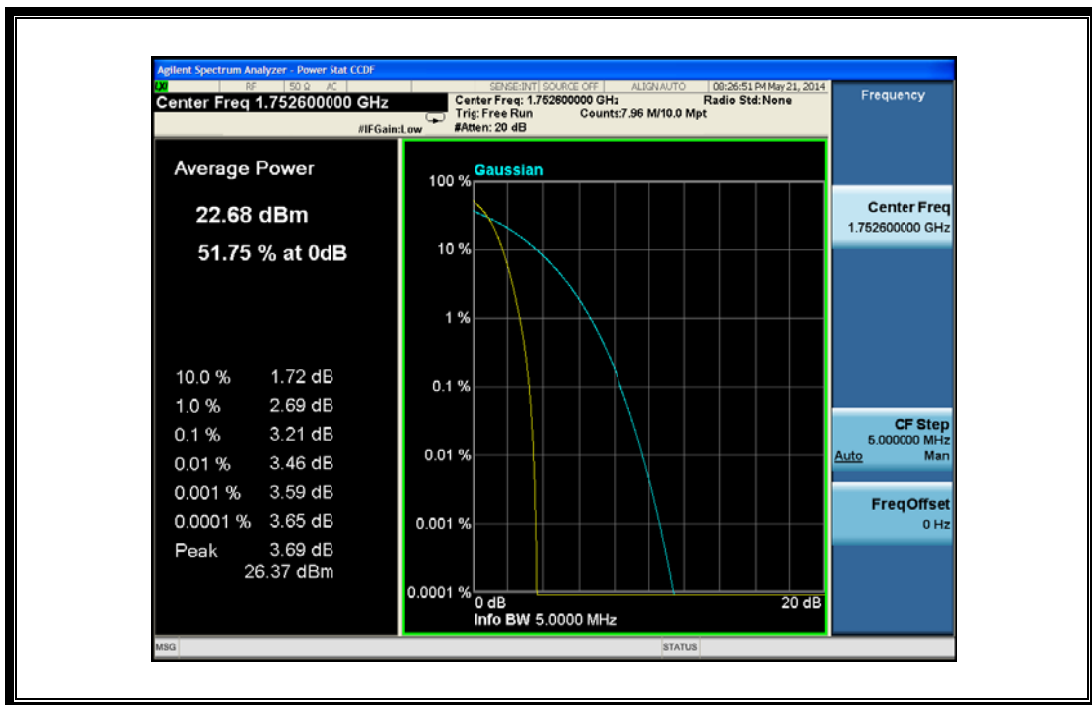 Agilent Spectrum Analyzer - Power Stat CCDF
LXI RF 50 Ω AC SENSE:INT SOURCE OFF ALIGN AUTO 08:26:51 PM May 21, 2014
Center Freq 1.752600000 GHz
Center Freq: 1.752600000 GHz Radio Std: None
Trig: Free Run Counts:7.96 M/10.0 Mpt
#IFGain:Low #Atten: 20 dB
Frequency
Average Power
22.68 dBm
51.75 % at 0dB
10.0 % 1.72 dB
1.0 % 2.69 dB
0.1 % 3.21 dB
0.01 % 3.46 dB
0.001 % 3.59 dB
0.0001 % 3.65 dB
Peak 3.69 dB
26.37 dBm
Gaussian
100 %
10 %
1 %
0.1 %
0.01 %
0.001 %
0.0001 %
0 dB 20 dB
Info BW 5.0000 MHz
Center Freq
1.752600000 GHz
CF Step
5.000000 MHz
Auto Man
Freq Offset
0 Hz
MSG STATUS